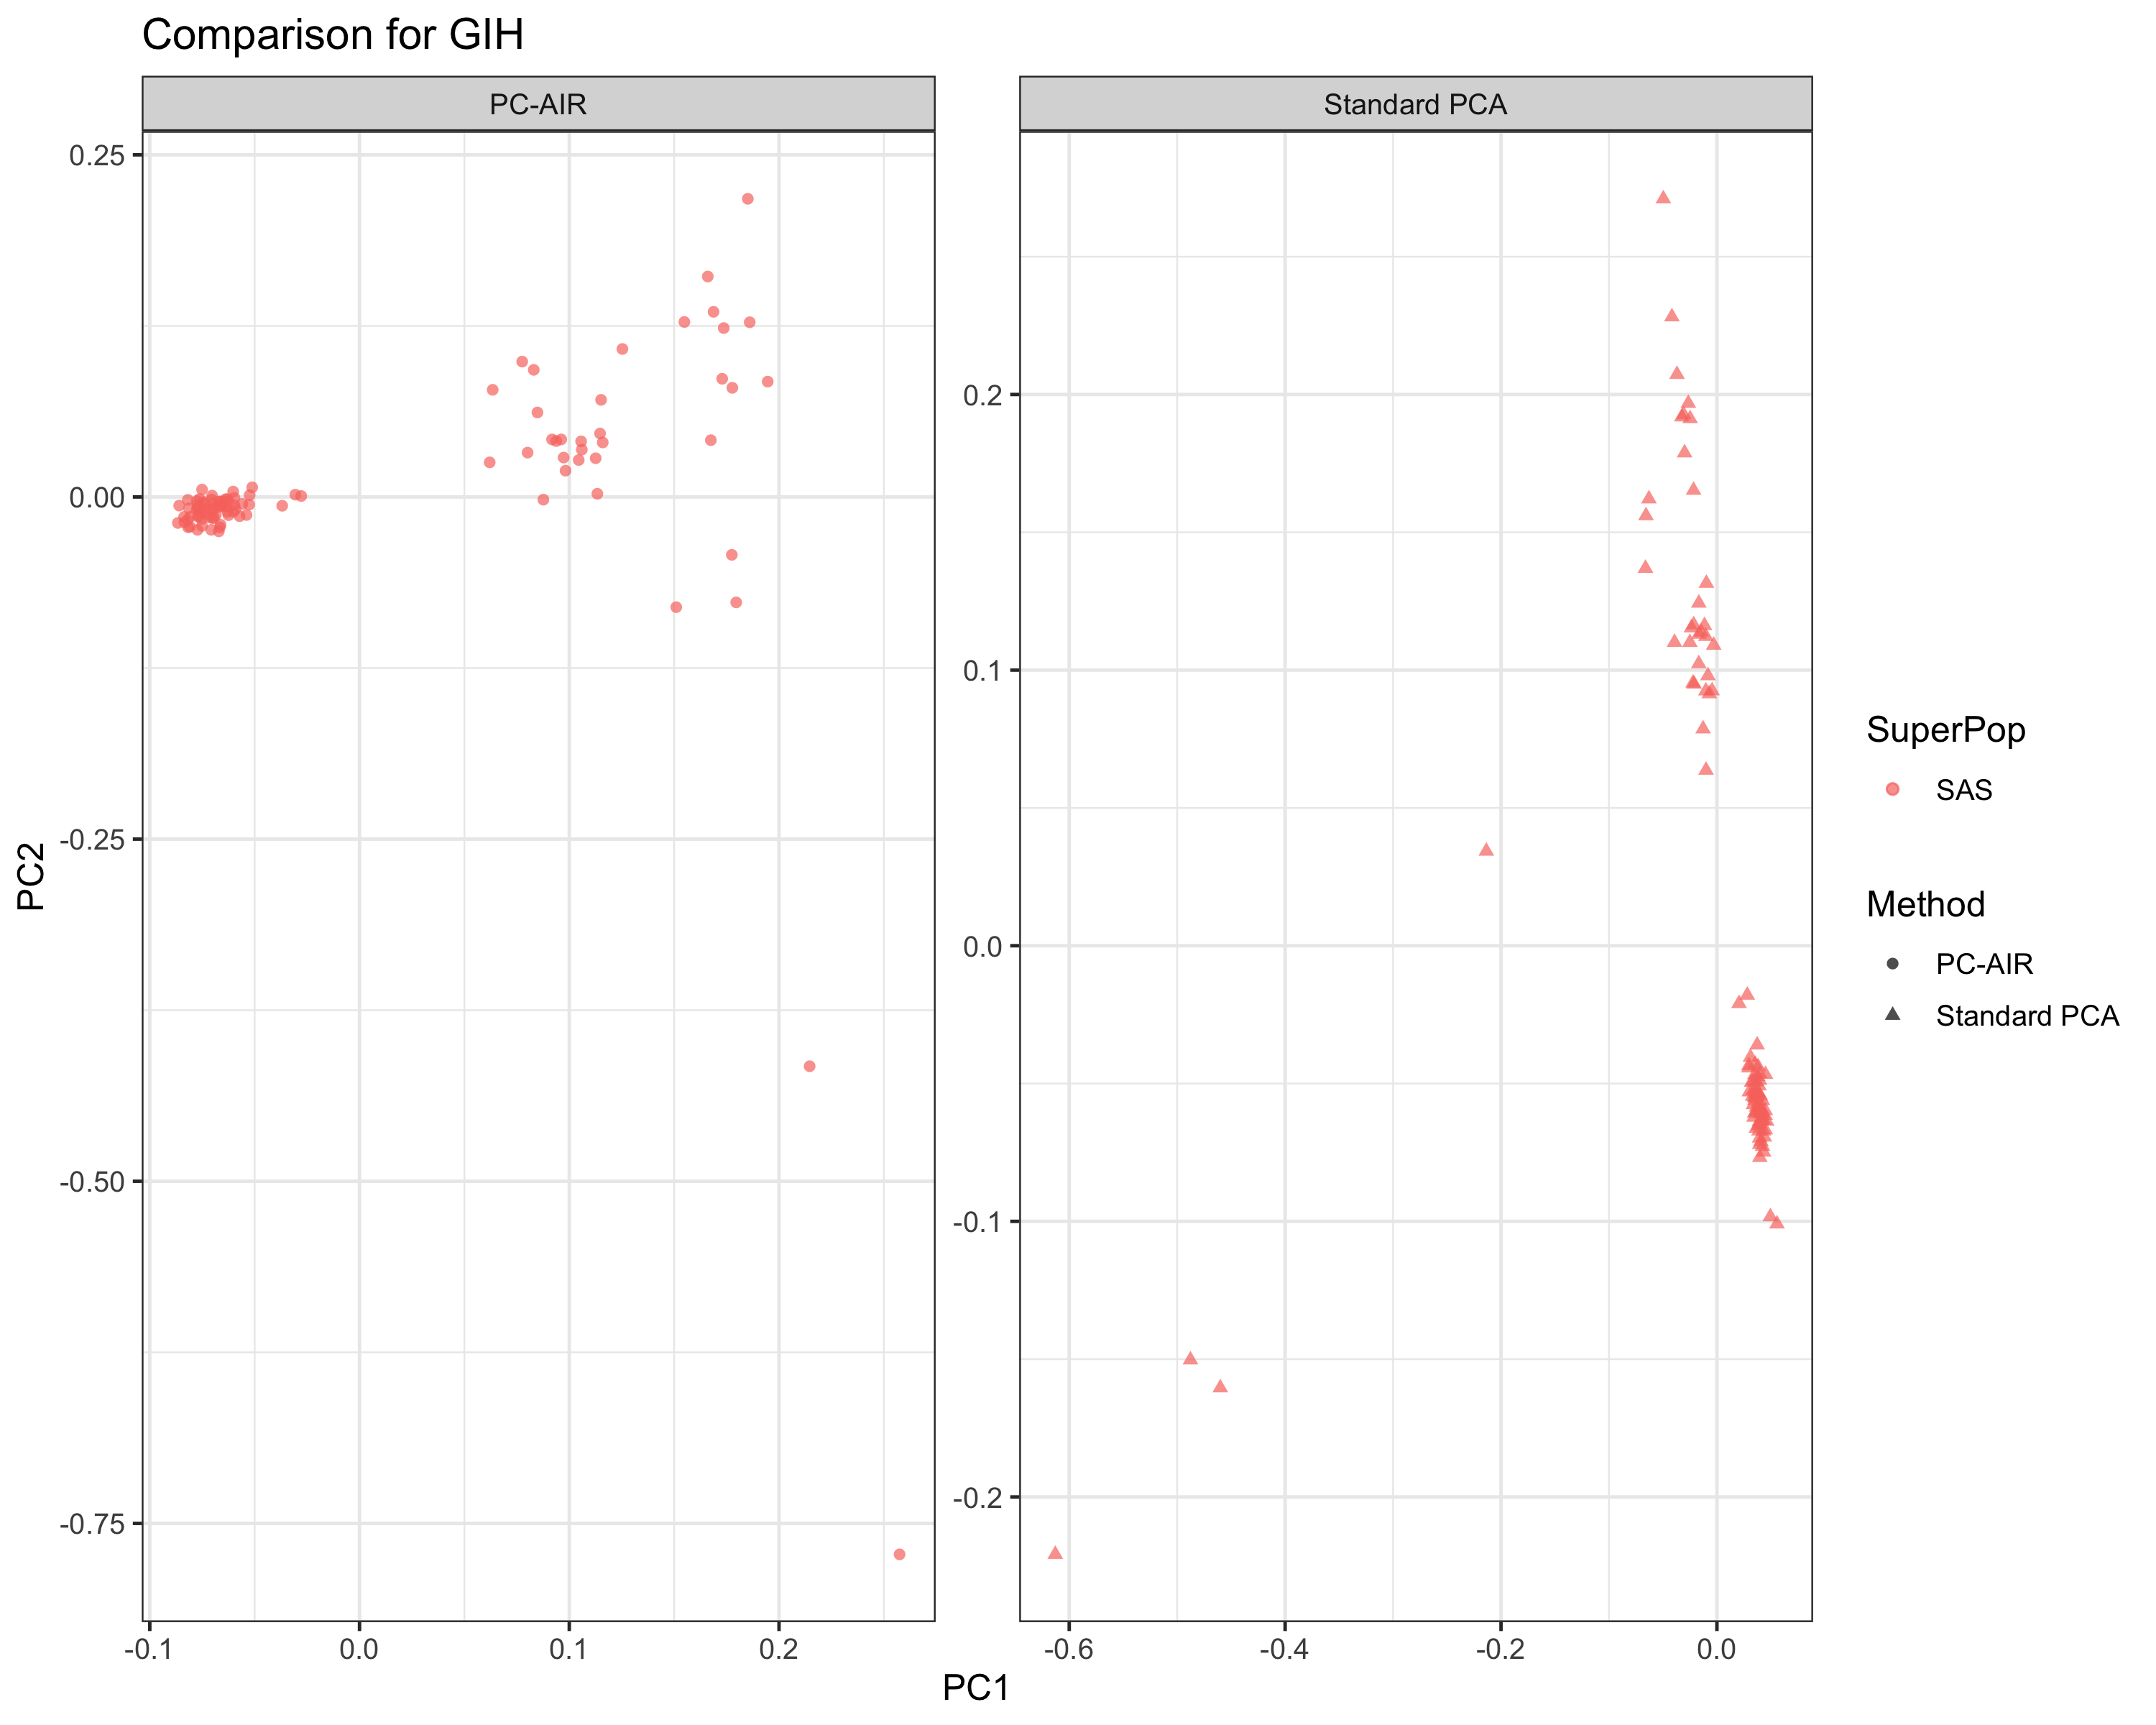 Comparison for GIH
PC-AIR
Standard PCA
PC2
0.25
0.00
-0.25
-0.50
-0.75
0.2
0.1
0.0
-0.1
-0.2
-0.1
0.0
0.1
0.2
-0.6
-0.4
-0.2
0.0
PC1
SuperPop
SAS
Method
PC-AIR
Standard PCA